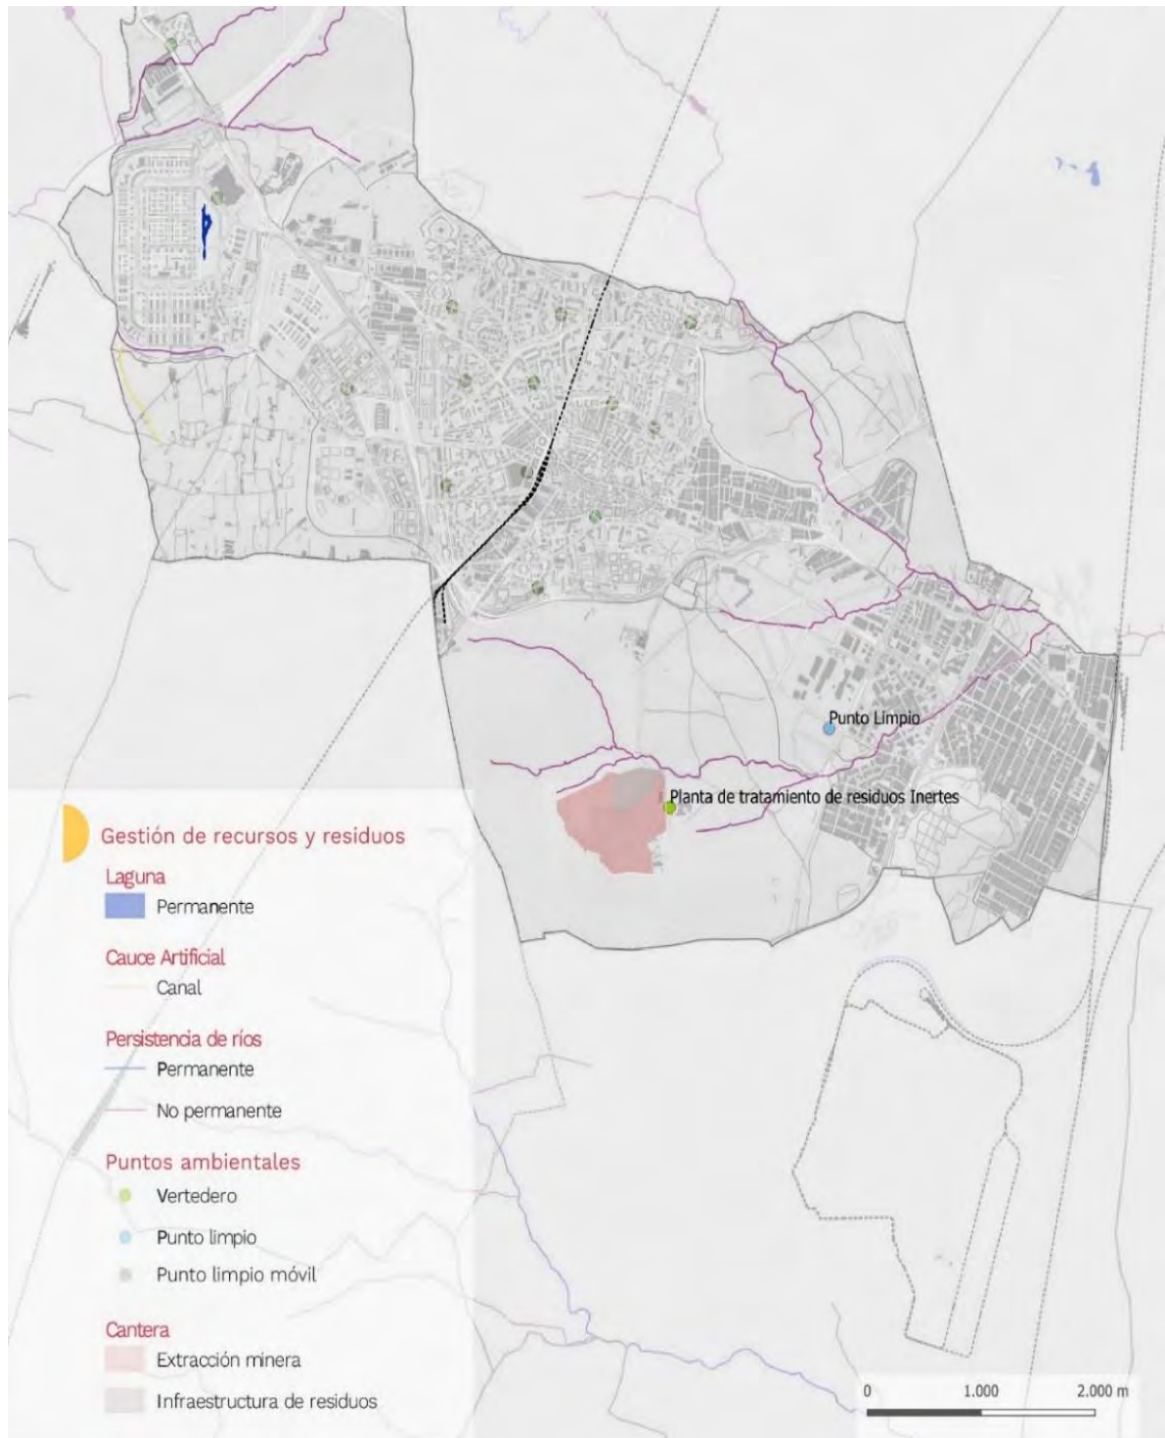 Punto Limpio
Planta de tratamiento de residuos Inertes
Gestión de recursos y residuos
Laguna
Permanente
Cauce Artificial
Canal
Persistencia de ríos
Permanente
No permanente
Puntos ambientales
Vertedero
Punto limpio
Punto limpio móvil
Cantera
Extracción minera
Infraestructura de residuos
0 1.000 2.000 m